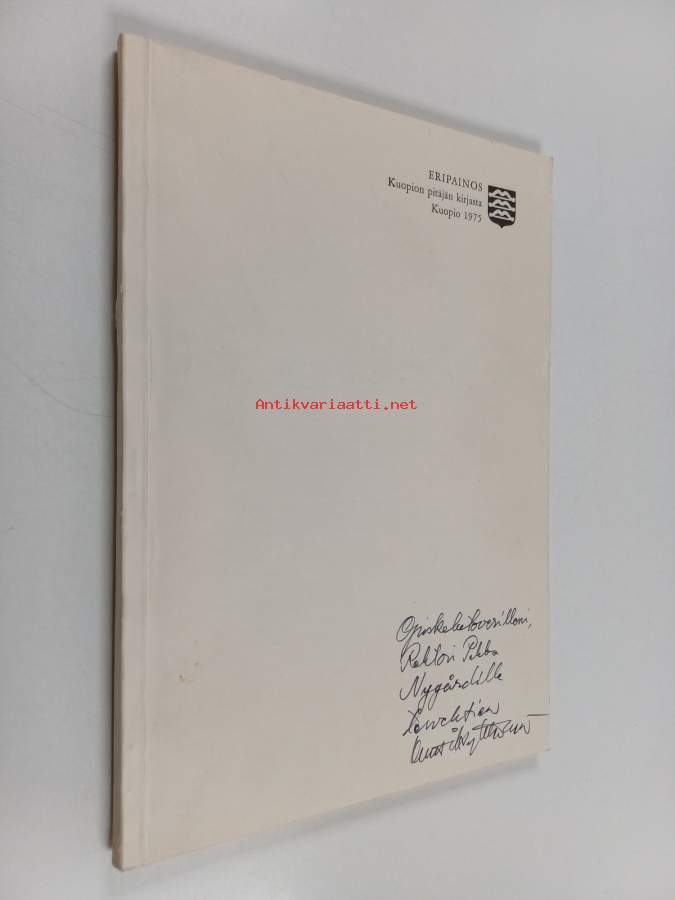 ERIPAINOS
Kuopion pitäjän kirjasta
Kuopio 1975
Antikvariaatti.net
Opiskelutoverilleni,
Rehtori Pekka
Nygårdille